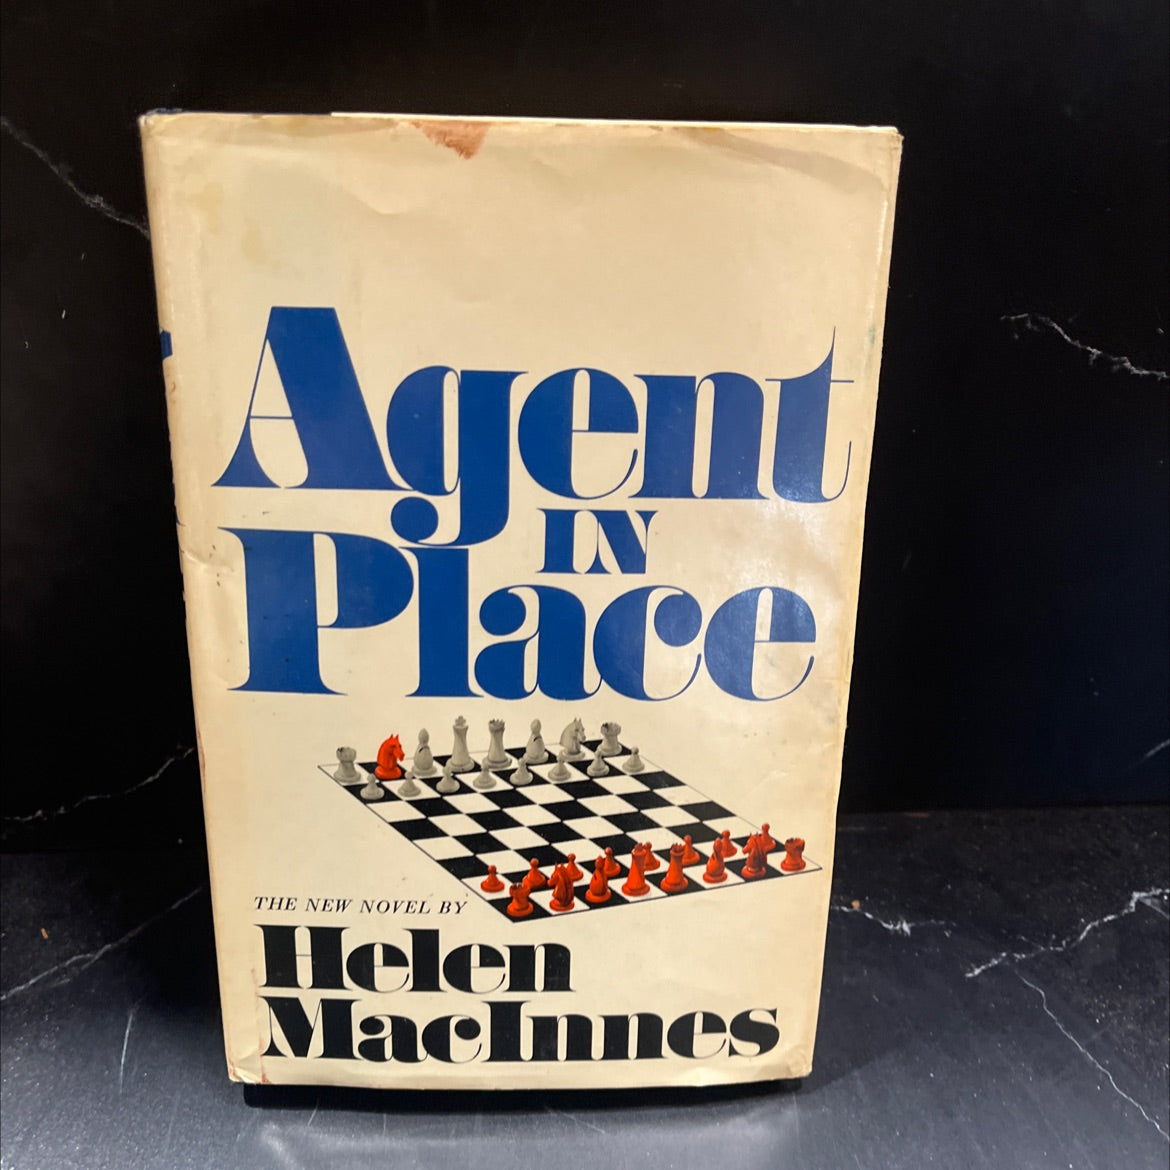 Agent
IN
Place
THE NEW NOVEL BY
Helen
MacInnes